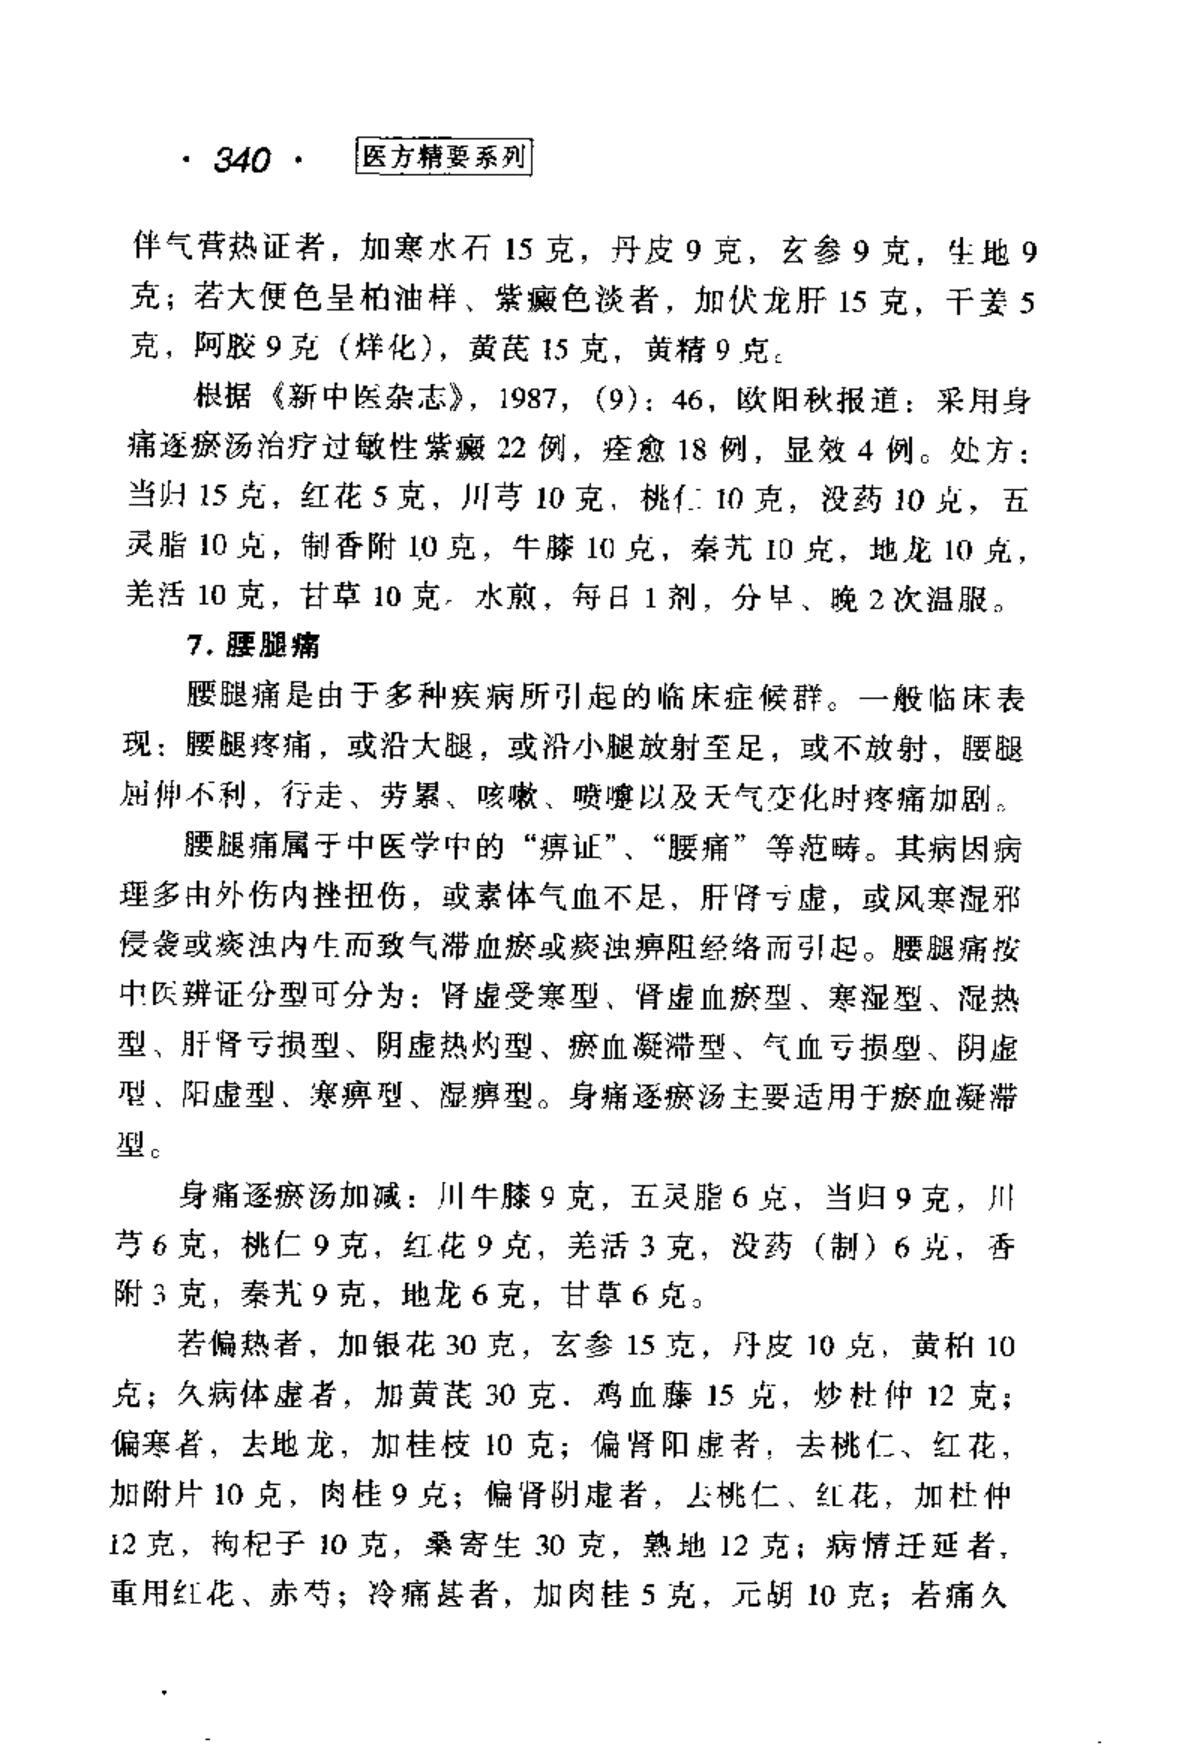 · 340 · 医方精要系列
伴气营热证者，加寒水石 15 克，丹皮 9 克，玄参 9 克，生地 9
克；若大便色呈柏油样、紫癜色淡者，加伏龙肝 15 克，干姜 5
克，阿胶 9 克（烊化），黄芪 15 克，黄精 9 克。
根据《新中医杂志》，1987，（9）：46，欧阳秋报道：采用身
痛逐瘀汤治疗过敏性紫癜 22 例，痊愈 18 例，显效 4 例。处方：
当归 15 克，红花 5 克，川芎 10 克，桃仁 10 克，没药 10 克，五
灵脂 10 克，制香附 10 克，牛膝 10 克，秦艽 10 克，地龙 10 克，
羌活 10 克，甘草 10 克。水煎，每日 1 剂，分早、晚 2 次温服。
7. 腰腿痛
腰腿痛是由于多种疾病所引起的临床症候群。一般临床表
现：腰腿疼痛，或沿大腿，或沿小腿放射至足，或不放射，腰腿
屈伸不利，行走、劳累、咳嗽、喷嚏以及天气变化时疼痛加剧。
腰腿痛属于中医学中的“痹证”、“腰痛”等范畴。其病因病
理多由外伤内挫扭伤，或素体气血不足，肝肾亏虚，或风寒湿邪
侵袭或痰浊内生而致气滞血瘀或痰浊痹阻经络而引起。腰腿痛按
中医辨证分型可分为：肾虚受寒型、肾虚血瘀型、寒湿型、湿热
型、肝肾亏损型、阴虚热灼型、瘀血凝滞型、气血亏损型、阴虚
型、阳虚型、寒痹型、湿痹型。身痛逐瘀汤主要适用于瘀血凝滞
型。
身痛逐瘀汤加减：川牛膝 9 克，五灵脂 6 克，当归 9 克，川
芎 6 克，桃仁 9 克，红花 9 克，羌活 3 克，没药（制）6 克，香
附 3 克，秦艽 9 克，地龙 6 克，甘草 6 克。
若偏热者，加银花 30 克，玄参 15 克，丹皮 10 克，黄柏 10
克；久病体虚者，加黄芪 30 克．鸡血藤 15 克，炒杜仲 12 克；
偏寒者，去地龙，加桂枝 10 克；偏肾阳虚者，去桃仁、红花，
加附片 10 克，肉桂 9 克；偏肾阴虚者，去桃仁、红花，加杜仲
12 克，枸杞子 10 克，桑寄生 30 克，熟地 12 克；病情迁延者，
重用红花、赤芍；冷痛甚者，加肉桂 5 克，元胡 10 克；若痛久